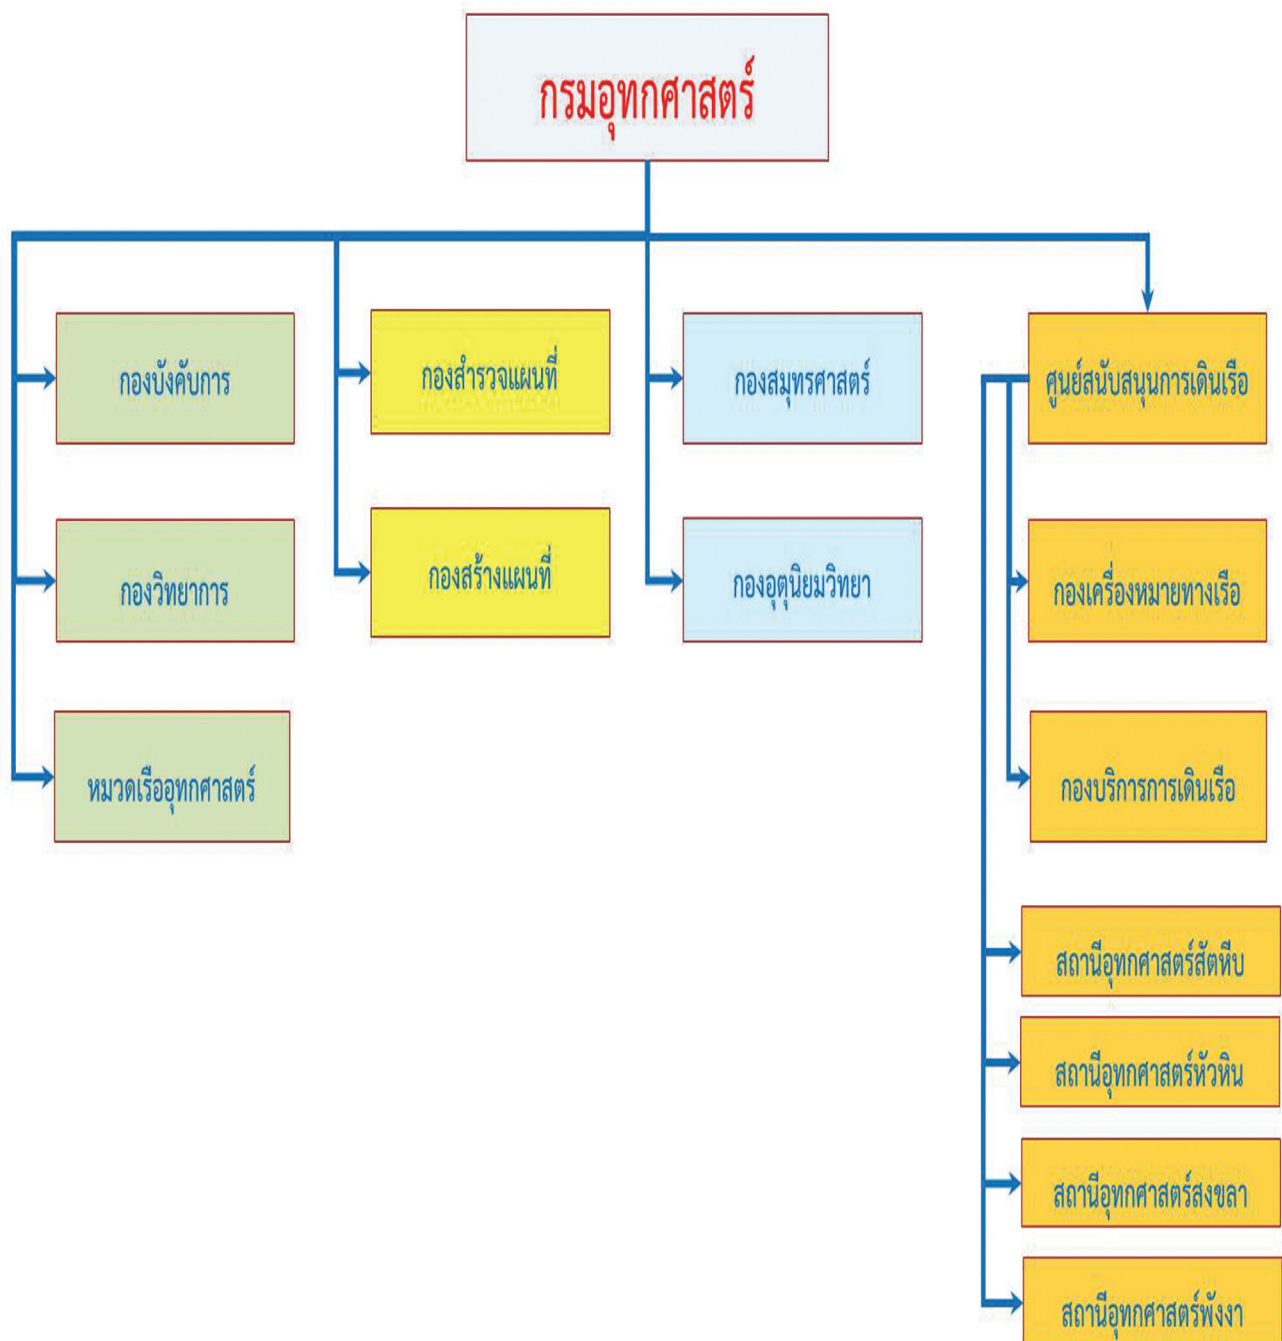 กรมอุทกศาสตร์
กองบังคับการ
กองสำรวจแผนที่
กองสมุทรศาสตร์
ศูนย์สนับสนุนการเดินเรือ
กองวิทยาการ
กองสร้างแผนที่
กองอุตุนิยมวิทยา
กองเครื่องหมายทางเรือ
หมวดเรืออุทกศาสตร์
กองบริการการเดินเรือ
สถานีอุทกศาสตร์สัตหีบ
สถานีอุทกศาสตร์หัวหิน
สถานีอุทกศาสตร์สงขลา
สถานีอุทกศาสตร์พังงา